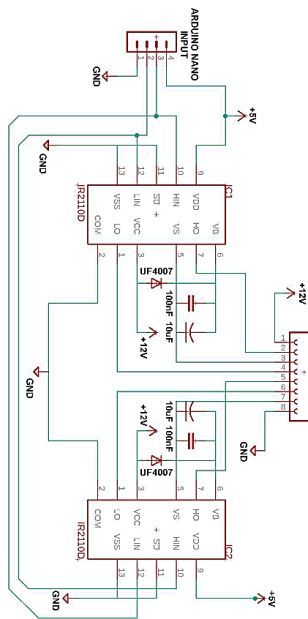 ARDUINO NANO
INPUT
1
2
3
4
GND
+5V
GND
13
12
11
10
9
VSS
LIN
SD
HIN
VDD
IR2110D
IC1
COM
LO
VCC
VS
HO
VB
2
1
3
5
7
6
UF4007
100nF
10uF
+12V
+12V
1
2
3
4
5
6
7
8
GND
GND
+12V
10uF
100nF
UF4007
2
1
3
5
7
6
COM
LO
VCC
VS
HO
VB
VSS
LIN
SD
HIN
VDD
IR2110D
IC2
13
12
11
10
9
GND
+5V